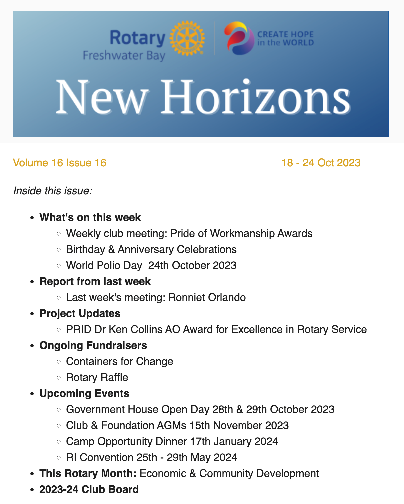 Rotary
Freshwater Bay
CREATE HOPE
in the WORLD
New Horizons
Volume 16 Issue 16
18 - 24 Oct 2023
Inside this issue:
What's on this week
Weekly club meeting: Pride of Workmanship Awards
Birthday & Anniversary Celebrations
World Polio Day 24th October 2023
Report from last week
Last week's meeting: Ronniet Orlando
Project Updates
PRID Dr Ken Collins AO Award for Excellence in Rotary Service
Ongoing Fundraisers
Containers for Change
Rotary Raffle
Upcoming Events
Government House Open Day 28th & 29th October 2023
Club & Foundation AGMs 15th November 2023
Camp Opportunity Dinner 17th January 2024
RI Convention 25th - 29th May 2024
This Rotary Month: Economic & Community Development
2023-24 Club Board